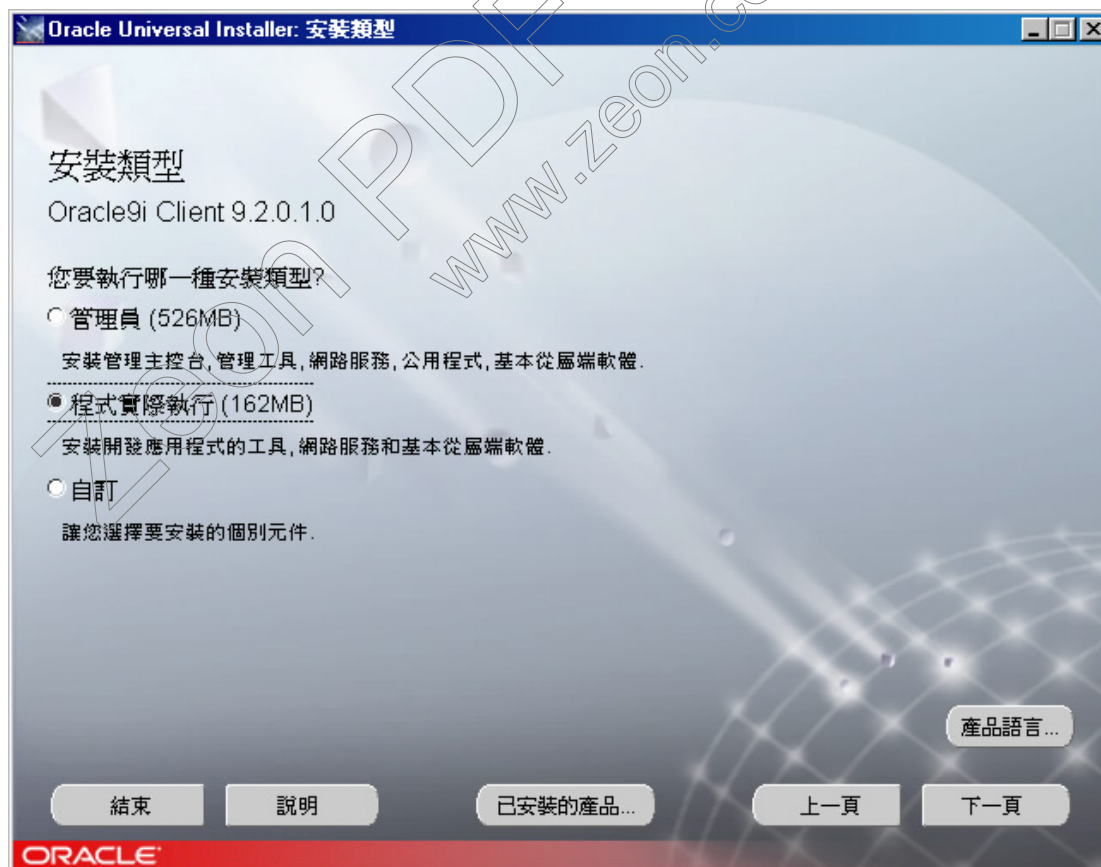 Oracle Universal Installer: 安裝類型
安裝類型
Oracle9i Client 9.2.0.1.0
您要執行哪一種安裝類型?
管理員 (526MB)
安裝管理主控台,管理工具,網路服務,公用程式,基本從屬端軟體.
程式實際執行 (162MB)
安裝開發應用程式的工具,網路服務和基本從屬端軟體.
自訂
讓您選擇要安裝的個別元件.
產品語言...
結束 說明 已安裝的產品... 上一頁 下一頁
ORACLE
Zeon PDF
www.zeon.co